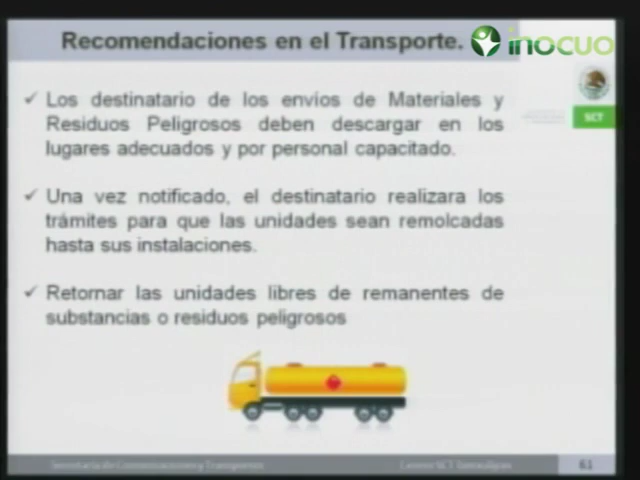 Recomendaciones en el Transporte.
inocuo
✓ Los destinatario de los envíos de Materiales y
Residuos Peligrosos deben descargar en los
lugares adecuados y por personal capacitado.
SCT
✓ Una vez notificado, el destinatario realizara los
trámites para que las unidades sean remolcadas
hasta sus instalaciones.
✓ Retornar las unidades libres de remanentes de
substancias o residuos peligrosos
Secretaría de Comunicaciones y Transportes
Centro SCT Tamaulipas
61